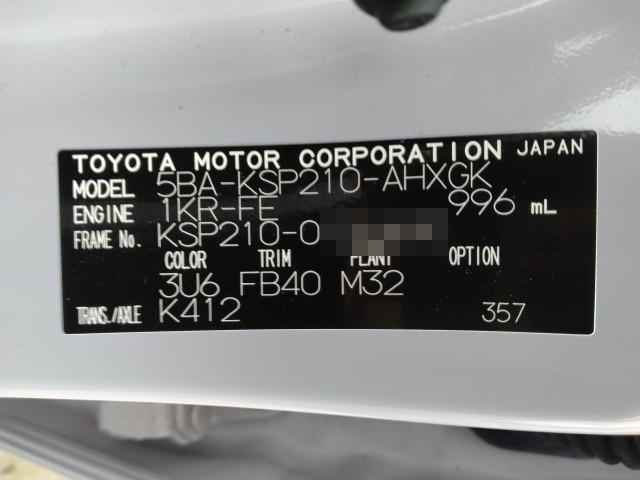 TOYOTA MOTOR CORPORATION JAPAN
MODEL 5BA-KSP210-AHXGK
ENGINE 1KR-FE 996 mL
FRAME No. KSP210-0
COLOR TRIM PLANT OPTION
3U6 FB40 M32
TRANS./AXLE K412 357